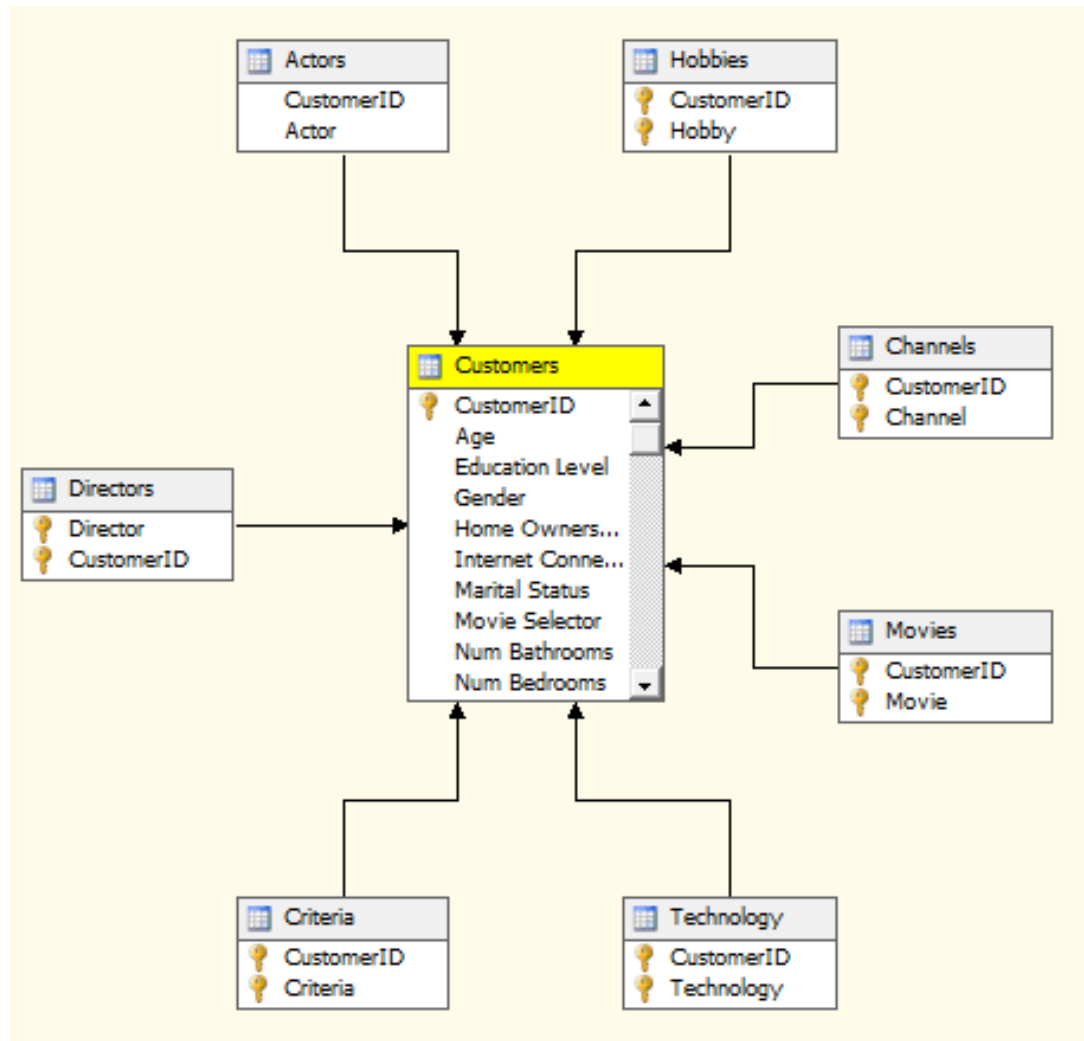 Actors
CustomerID
Actor
Hobbies
CustomerID
Hobby
Customers
CustomerID
Age
Education Level
Gender
Home Owners...
Internet Conne...
Marital Status
Movie Selector
Num Bathrooms
Num Bedrooms
Channels
CustomerID
Channel
Directors
Director
CustomerID
Movies
CustomerID
Movie
Criteria
CustomerID
Criteria
Technology
CustomerID
Technology